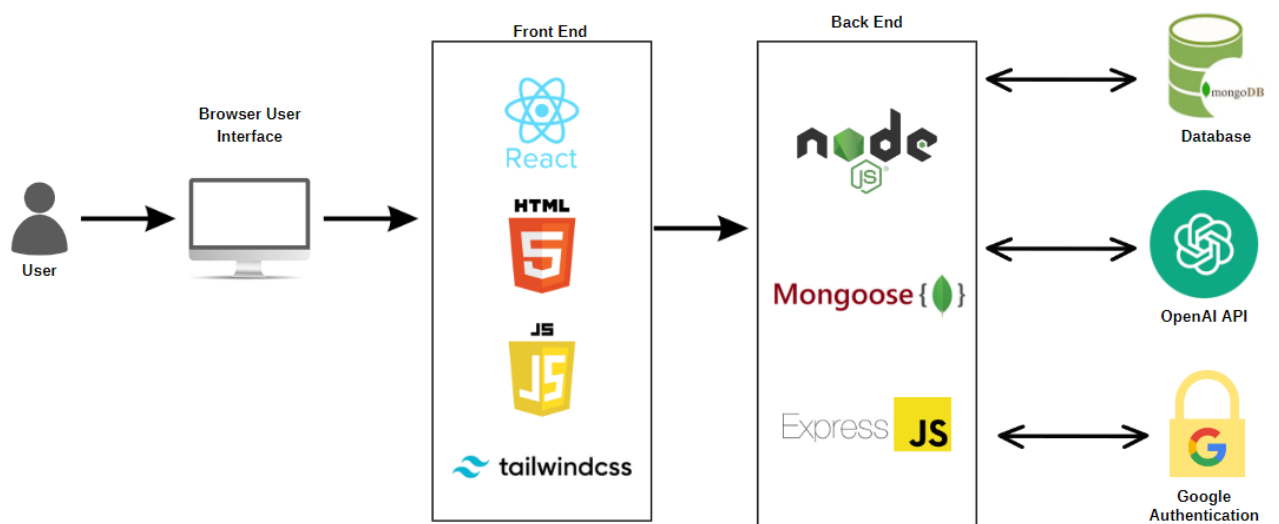 User
Browser User
Interface
Front End
React
HTML
5
JS
JS
tailwindcss
Back End
node
JS
Mongoose{ }
Express JS
mongoDB
Database
OpenAI API
G
Google
Authentication